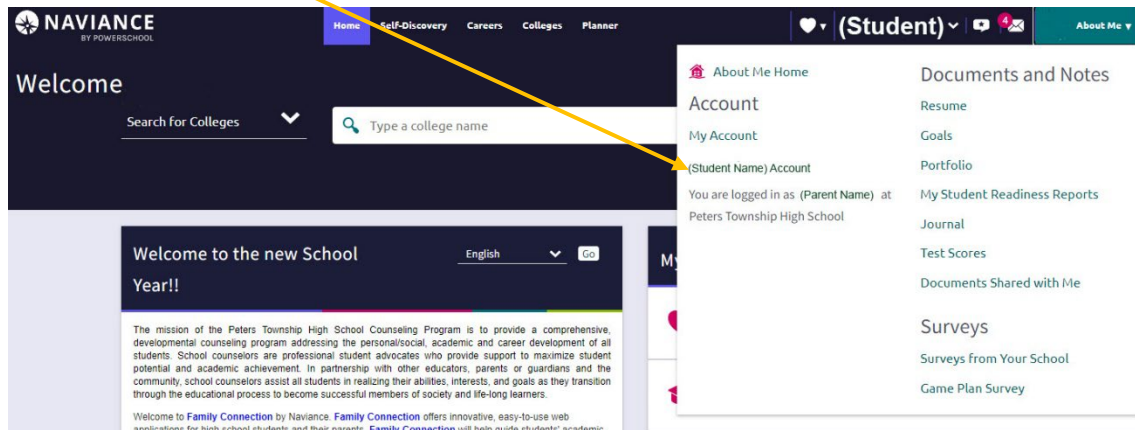 NAVIANCE
BY POWERSCHOOL
Home Self-Discovery Careers Colleges Planner
(Student)
4
About Me
Welcome
Search for Colleges
Type a college name
About Me Home
Account
My Account
(Student Name) Account
You are logged in as (Parent Name) at
Peters Township High School
Documents and Notes
Resume
Goals
Portfolio
My Student Readiness Reports
Journal
Test Scores
Documents Shared with Me
Surveys
Surveys from Your School
Game Plan Survey
Welcome to the new School
Year!!
English
Go
The mission of the Peters Township High School Counseling Program is to provide a comprehensive,
developmental counseling program addressing the personal/social, academic and career development of all
students. School counselors are professional student advocates who provide support to maximize student
potential and academic achievement. In partnership with other educators, parents or guardians and the
community, school counselors assist all students in realizing their abilities, interests, and goals as they transition
through the educational process to become successful members of society and life-long learners.
Welcome to Family Connection by Naviance. Family Connection offers innovative, easy-to-use web
applications for high school students and their parents. Family Connection will help guide students' academic